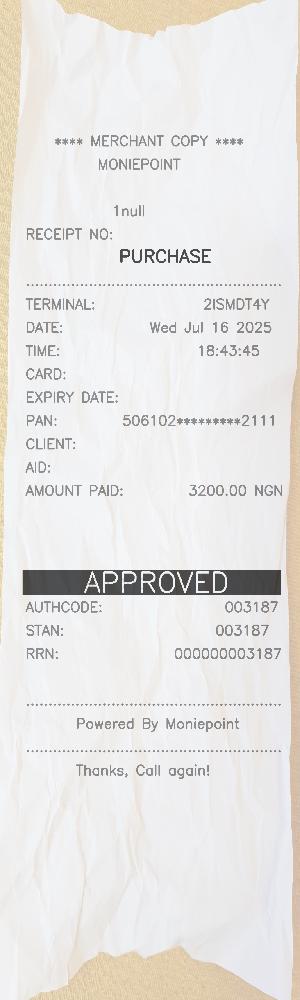 **** MERCHANT COPY ****
MONIEPOINT
1null
RECEIPT NO:
PURCHASE
TERMINAL: 2ISMDT4Y
DATE: Wed Jul 16 2025
TIME: 18:43:45
CARD:
EXPIRY DATE:
PAN: 506102*********2111
CLIENT:
AID:
AMOUNT PAID: 3200.00 NGN
APPROVED
AUTHCODE: 003187
STAN: 003187
RRN: 000000003187
Powered By Moniepoint
Thanks, Call again!